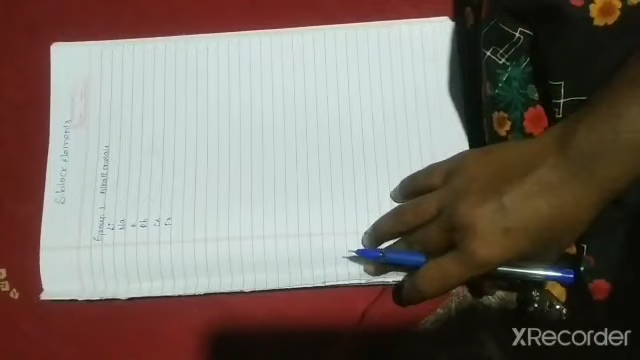 S block elements
Group 1 Alkali metals
Li
Na
K
Rb
Cs
Fr
XRecorder